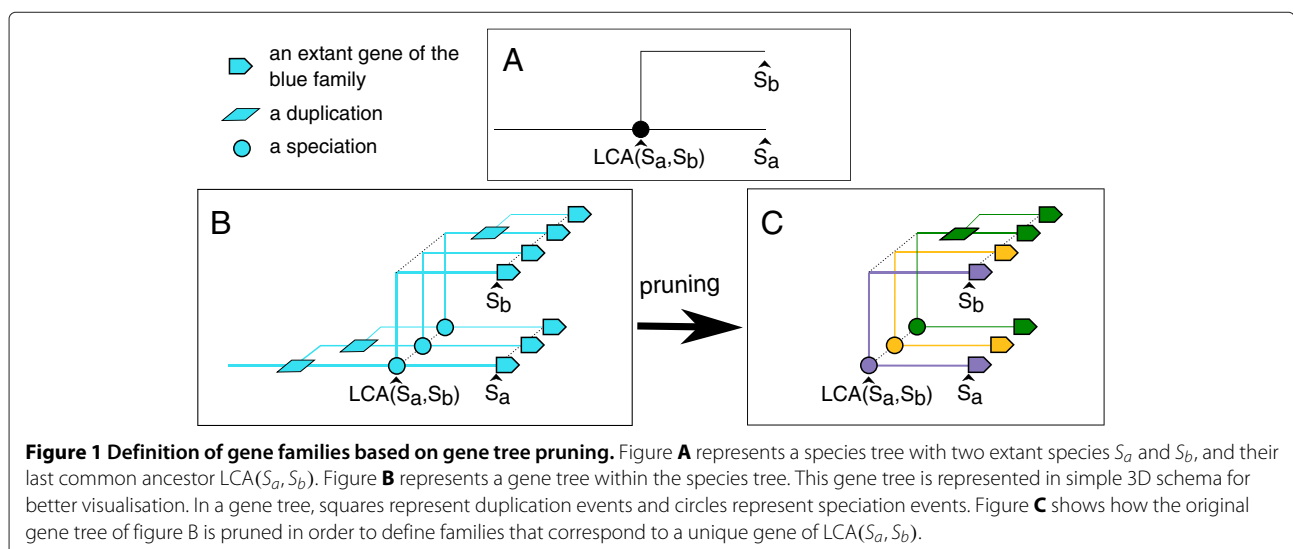 an extant gene of the
blue family
a duplication
a speciation
A
Sb
LCA(Sa,Sb)
Sa
B
Sb
LCA(Sa,Sb)
Sa
pruning
C
Sb
LCA(Sa,Sb)
Sa
Figure 1 Definition of gene families based on gene tree pruning. Figure A represents a species tree with two extant species Sa and Sb, and their
last common ancestor LCA(Sa, Sb). Figure B represents a gene tree within the species tree. This gene tree is represented in simple 3D schema for
better visualisation. In a gene tree, squares represent duplication events and circles represent speciation events. Figure C shows how the original
gene tree of figure B is pruned in order to define families that correspond to a unique gene of LCA(Sa, Sb).